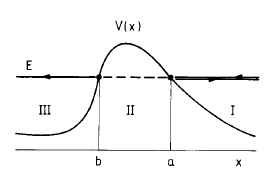 V(x)
E
III II I
b a x